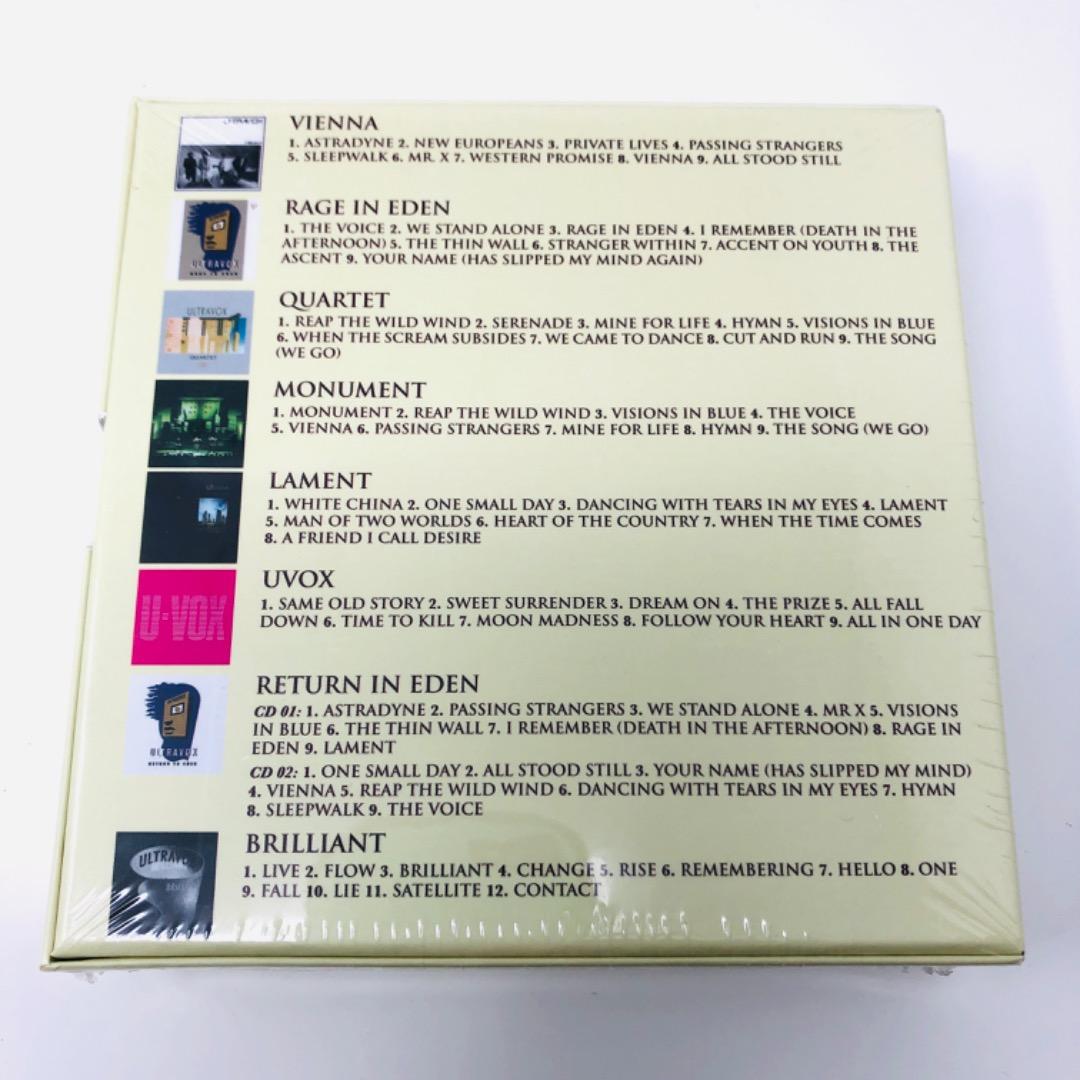 VIENNA
1. ASTRADYNE 2. NEW EUROPEANS 3. PRIVATE LIVES 4. PASSING STRANGERS
5. SLEEPWALK 6. MR. X 7. WESTERN PROMISE 8. VIENNA 9. ALL STOOD STILL
RAGE IN EDEN
1. THE VOICE 2. WE STAND ALONE 3. RAGE IN EDEN 4. I REMEMBER (DEATH IN THE
AFTERNOON) 5. THE THIN WALL 6. STRANGER WITHIN 7. ACCENT ON YOUTH 8. THE
ASCENT 9. YOUR NAME (HAS SLIPPED MY MIND AGAIN)
ULTRAVOX
QUARTET
1. REAP THE WILD WIND 2. SERENADE 3. MINE FOR LIFE 4. HYMN 5. VISIONS IN BLUE
6. WHEN THE SCREAM SUBSIDES 7. WE CAME TO DANCE 8. CUT AND RUN 9. THE SONG
(WE GO)
ULTRAVOX
QUARTET
MONUMENT
1. MONUMENT 2. REAP THE WILD WIND 3. VISIONS IN BLUE 4. THE VOICE
5. VIENNA 6. PASSING STRANGERS 7. MINE FOR LIFE 8. HYMN 9. THE SONG (WE GO)
LAMENT
1. WHITE CHINA 2. ONE SMALL DAY 3. DANCING WITH TEARS IN MY EYES 4. LAMENT
5. MAN OF TWO WORLDS 6. HEART OF THE COUNTRY 7. WHEN THE TIME COMES
8. A FRIEND I CALL DESIRE
UVOX
1. SAME OLD STORY 2. SWEET SURRENDER 3. DREAM ON 4. THE PRIZE 5. ALL FALL
DOWN 6. TIME TO KILL 7. MOON MADNESS 8. FOLLOW YOUR HEART 9. ALL IN ONE DAY
U-VOX
RETURN IN EDEN
CD 01: 1. ASTRADYNE 2. PASSING STRANGERS 3. WE STAND ALONE 4. MR X 5. VISIONS
IN BLUE 6. THE THIN WALL 7. I REMEMBER (DEATH IN THE AFTERNOON) 8. RAGE IN
EDEN 9. LAMENT
CD 02: 1. ONE SMALL DAY 2. ALL STOOD STILL 3. YOUR NAME (HAS SLIPPED MY MIND)
4. VIENNA 5. REAP THE WILD WIND 6. DANCING WITH TEARS IN MY EYES 7. HYMN
8. SLEEPWALK 9. THE VOICE
ULTRAVOX
RETURN TO EDEN
BRILLIANT
1. LIVE 2. FLOW 3. BRILLIANT 4. CHANGE 5. RISE 6. REMEMBERING 7. HELLO 8. ONE
9. FALL 10. LIE 11. SATELLITE 12. CONTACT